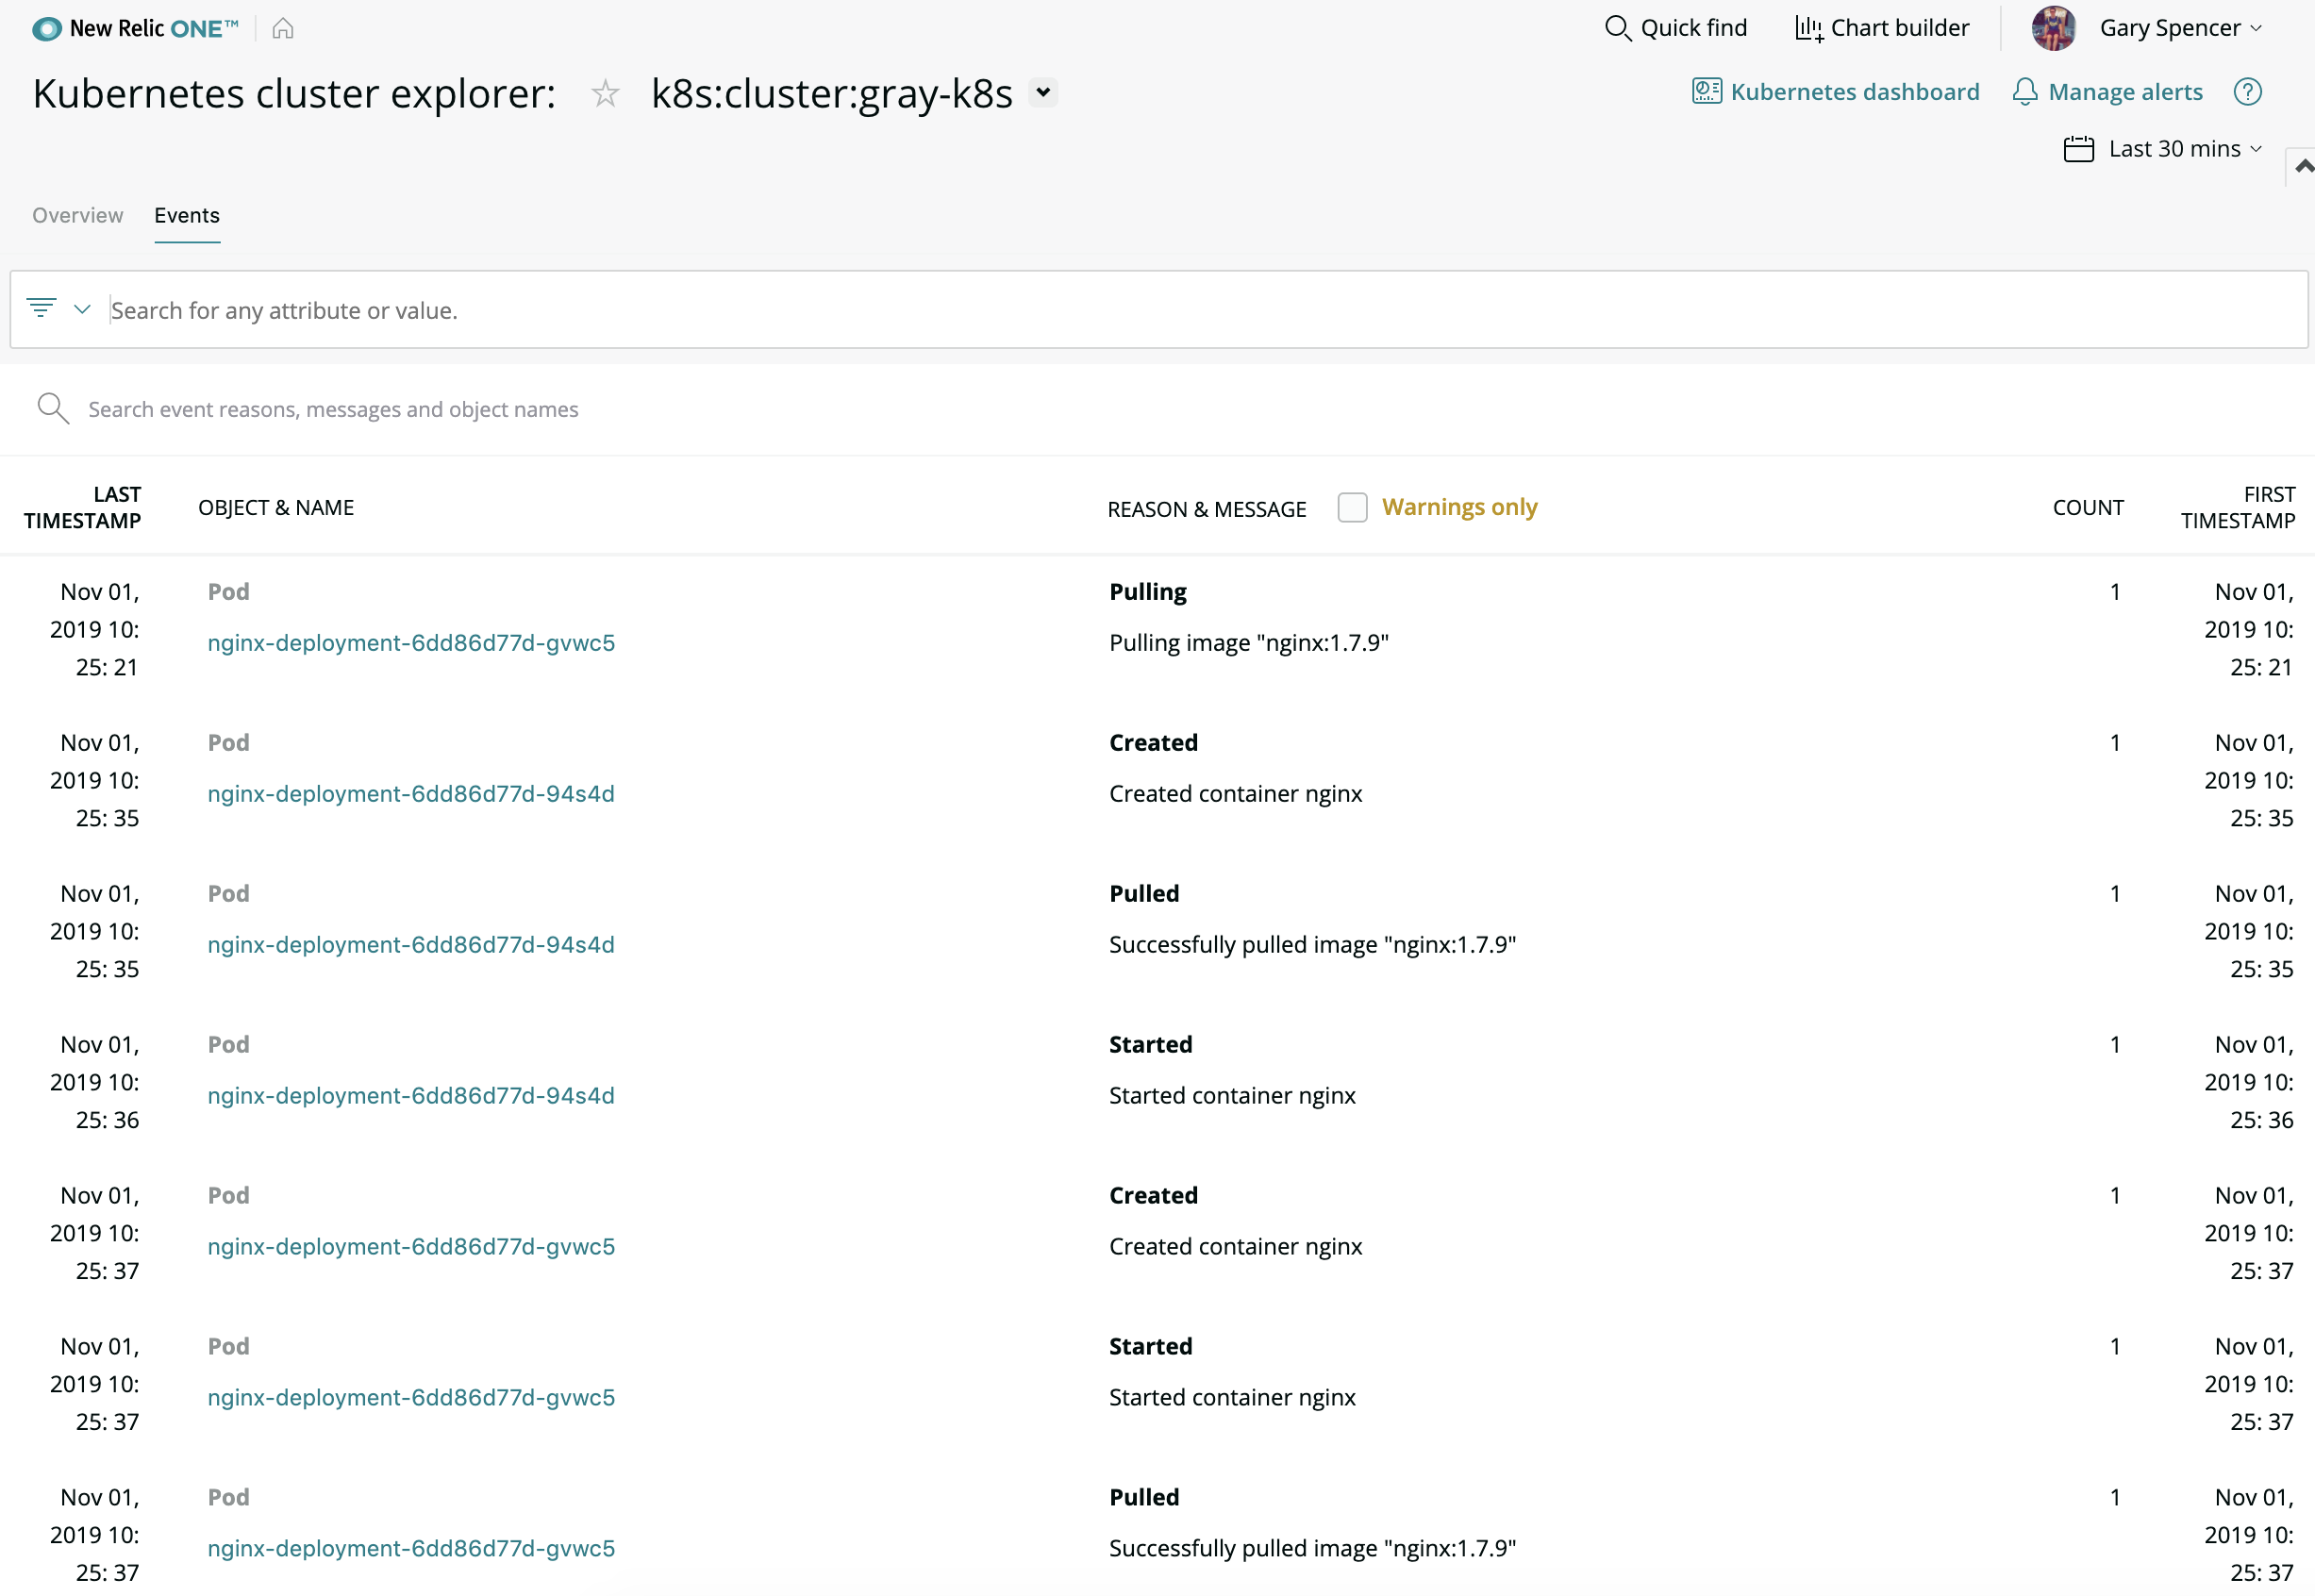 New Relic ONE™
Quick find
Chart builder
Gary Spencer
Kubernetes cluster explorer:
k8s:cluster:gray-k8s
Kubernetes dashboard
Manage alerts
?
Last 30 mins
Overview
Events
Search for any attribute or value.
Search event reasons, messages and object names
LAST
TIMESTAMP
OBJECT & NAME
REASON & MESSAGE
Warnings only
COUNT
FIRST
TIMESTAMP
Nov 01,
2019 10:
25: 21
Pod
nginx-deployment-6dd86d77d-gvwc5
Pulling
Pulling image "nginx:1.7.9"
1
Nov 01,
2019 10:
25: 21
Nov 01,
2019 10:
25: 35
Pod
nginx-deployment-6dd86d77d-94s4d
Created
Created container nginx
1
Nov 01,
2019 10:
25: 35
Nov 01,
2019 10:
25: 35
Pod
nginx-deployment-6dd86d77d-94s4d
Pulled
Successfully pulled image "nginx:1.7.9"
1
Nov 01,
2019 10:
25: 35
Nov 01,
2019 10:
25: 36
Pod
nginx-deployment-6dd86d77d-94s4d
Started
Started container nginx
1
Nov 01,
2019 10:
25: 36
Nov 01,
2019 10:
25: 37
Pod
nginx-deployment-6dd86d77d-gvwc5
Created
Created container nginx
1
Nov 01,
2019 10:
25: 37
Nov 01,
2019 10:
25: 37
Pod
nginx-deployment-6dd86d77d-gvwc5
Started
Started container nginx
1
Nov 01,
2019 10:
25: 37
Nov 01,
2019 10:
25: 37
Pod
nginx-deployment-6dd86d77d-gvwc5
Pulled
Successfully pulled image "nginx:1.7.9"
1
Nov 01,
2019 10:
25: 37